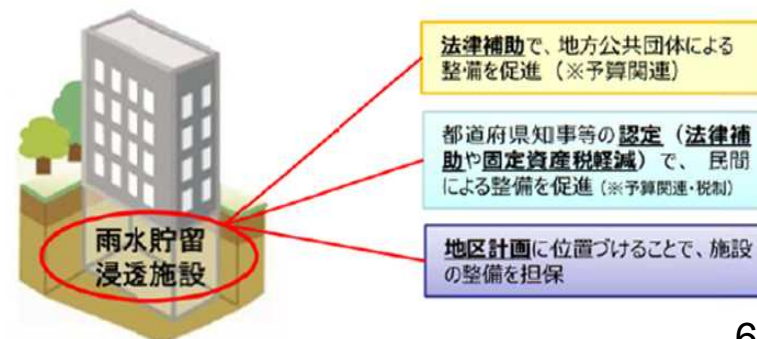 法律補助で、地方公共団体による
整備を促進（※予算関連）
都道府県知事等の認定（法律補
助や固定資産税軽減）で、民間
による整備を促進（※予算関連・税制）
雨水貯留
浸透施設
地区計画に位置づけることで、施設
の整備を担保
6